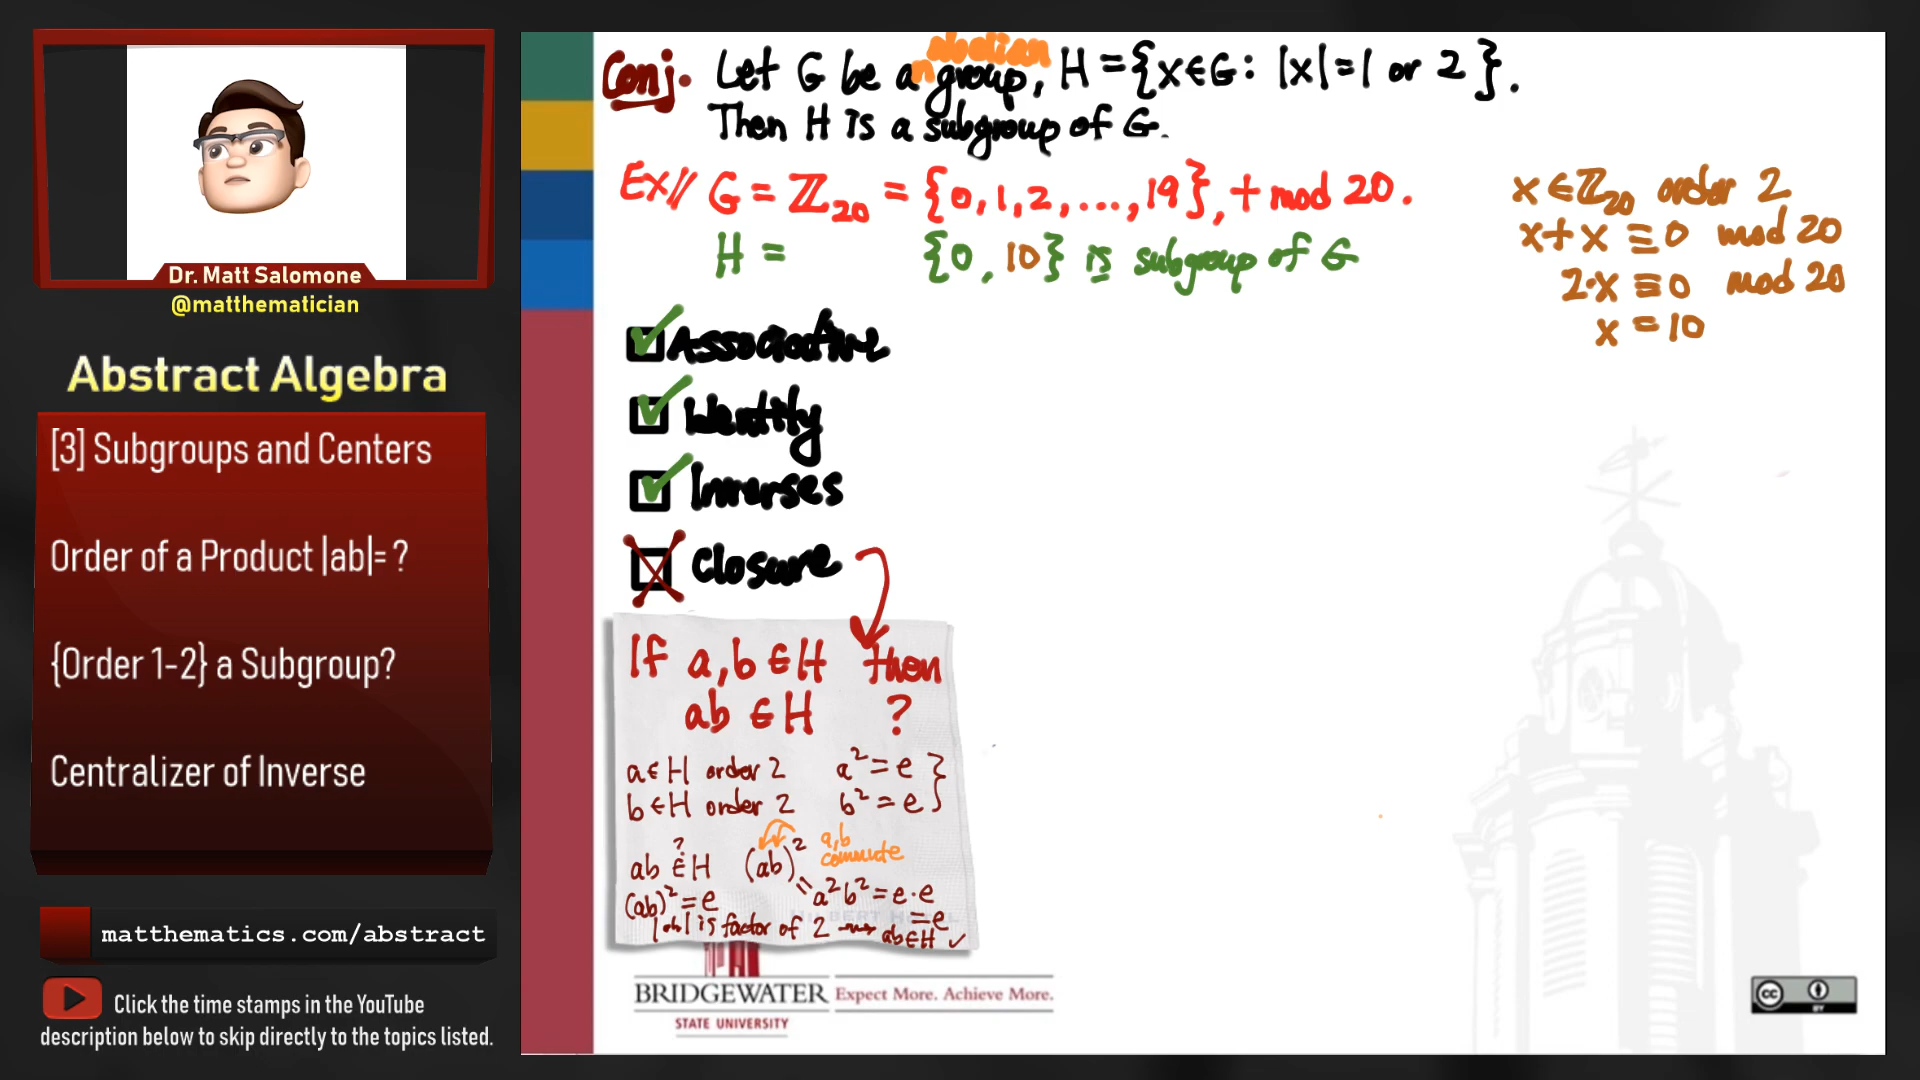 Dr. Matt Salomone
@matthematician
Abstract Algebra
[3] Subgroups and Centers
Order of a Product |ab|= ?
{Order 1-2} a Subgroup?
Centralizer of Inverse
matthematics.com/abstract
Click the time stamps in the YouTube
description below to skip directly to the topics listed.
abelian
Conj. Let G be an group, H = {x∈G: |x|=1 or 2}.
Then H is a subgroup of G.
Ex// G = ℤ₂₀ = {0,1,2,...,19}, + mod 20.
H = {0, 10} is subgroup of G
x ∈ ℤ₂₀ order 2
x + x ≡ 0 mod 20
2·x ≡ 0 mod 20
x = 10
Associative
Identity
Inverses
Closure
If a,b ∈ H then
ab ∈ H ?
a ∈ H order 2 a² = e }
b ∈ H order 2 b² = e
a,b
commute
?
ab ∈ H (ab)²
= a²b² = e·e
(ab)² = e
= e
|ab| is factor of 2 ⇝ ab ∈ H ✓
BRIDGEWATER Expect More. Achieve More.
STATE UNIVERSITY
cc
BY